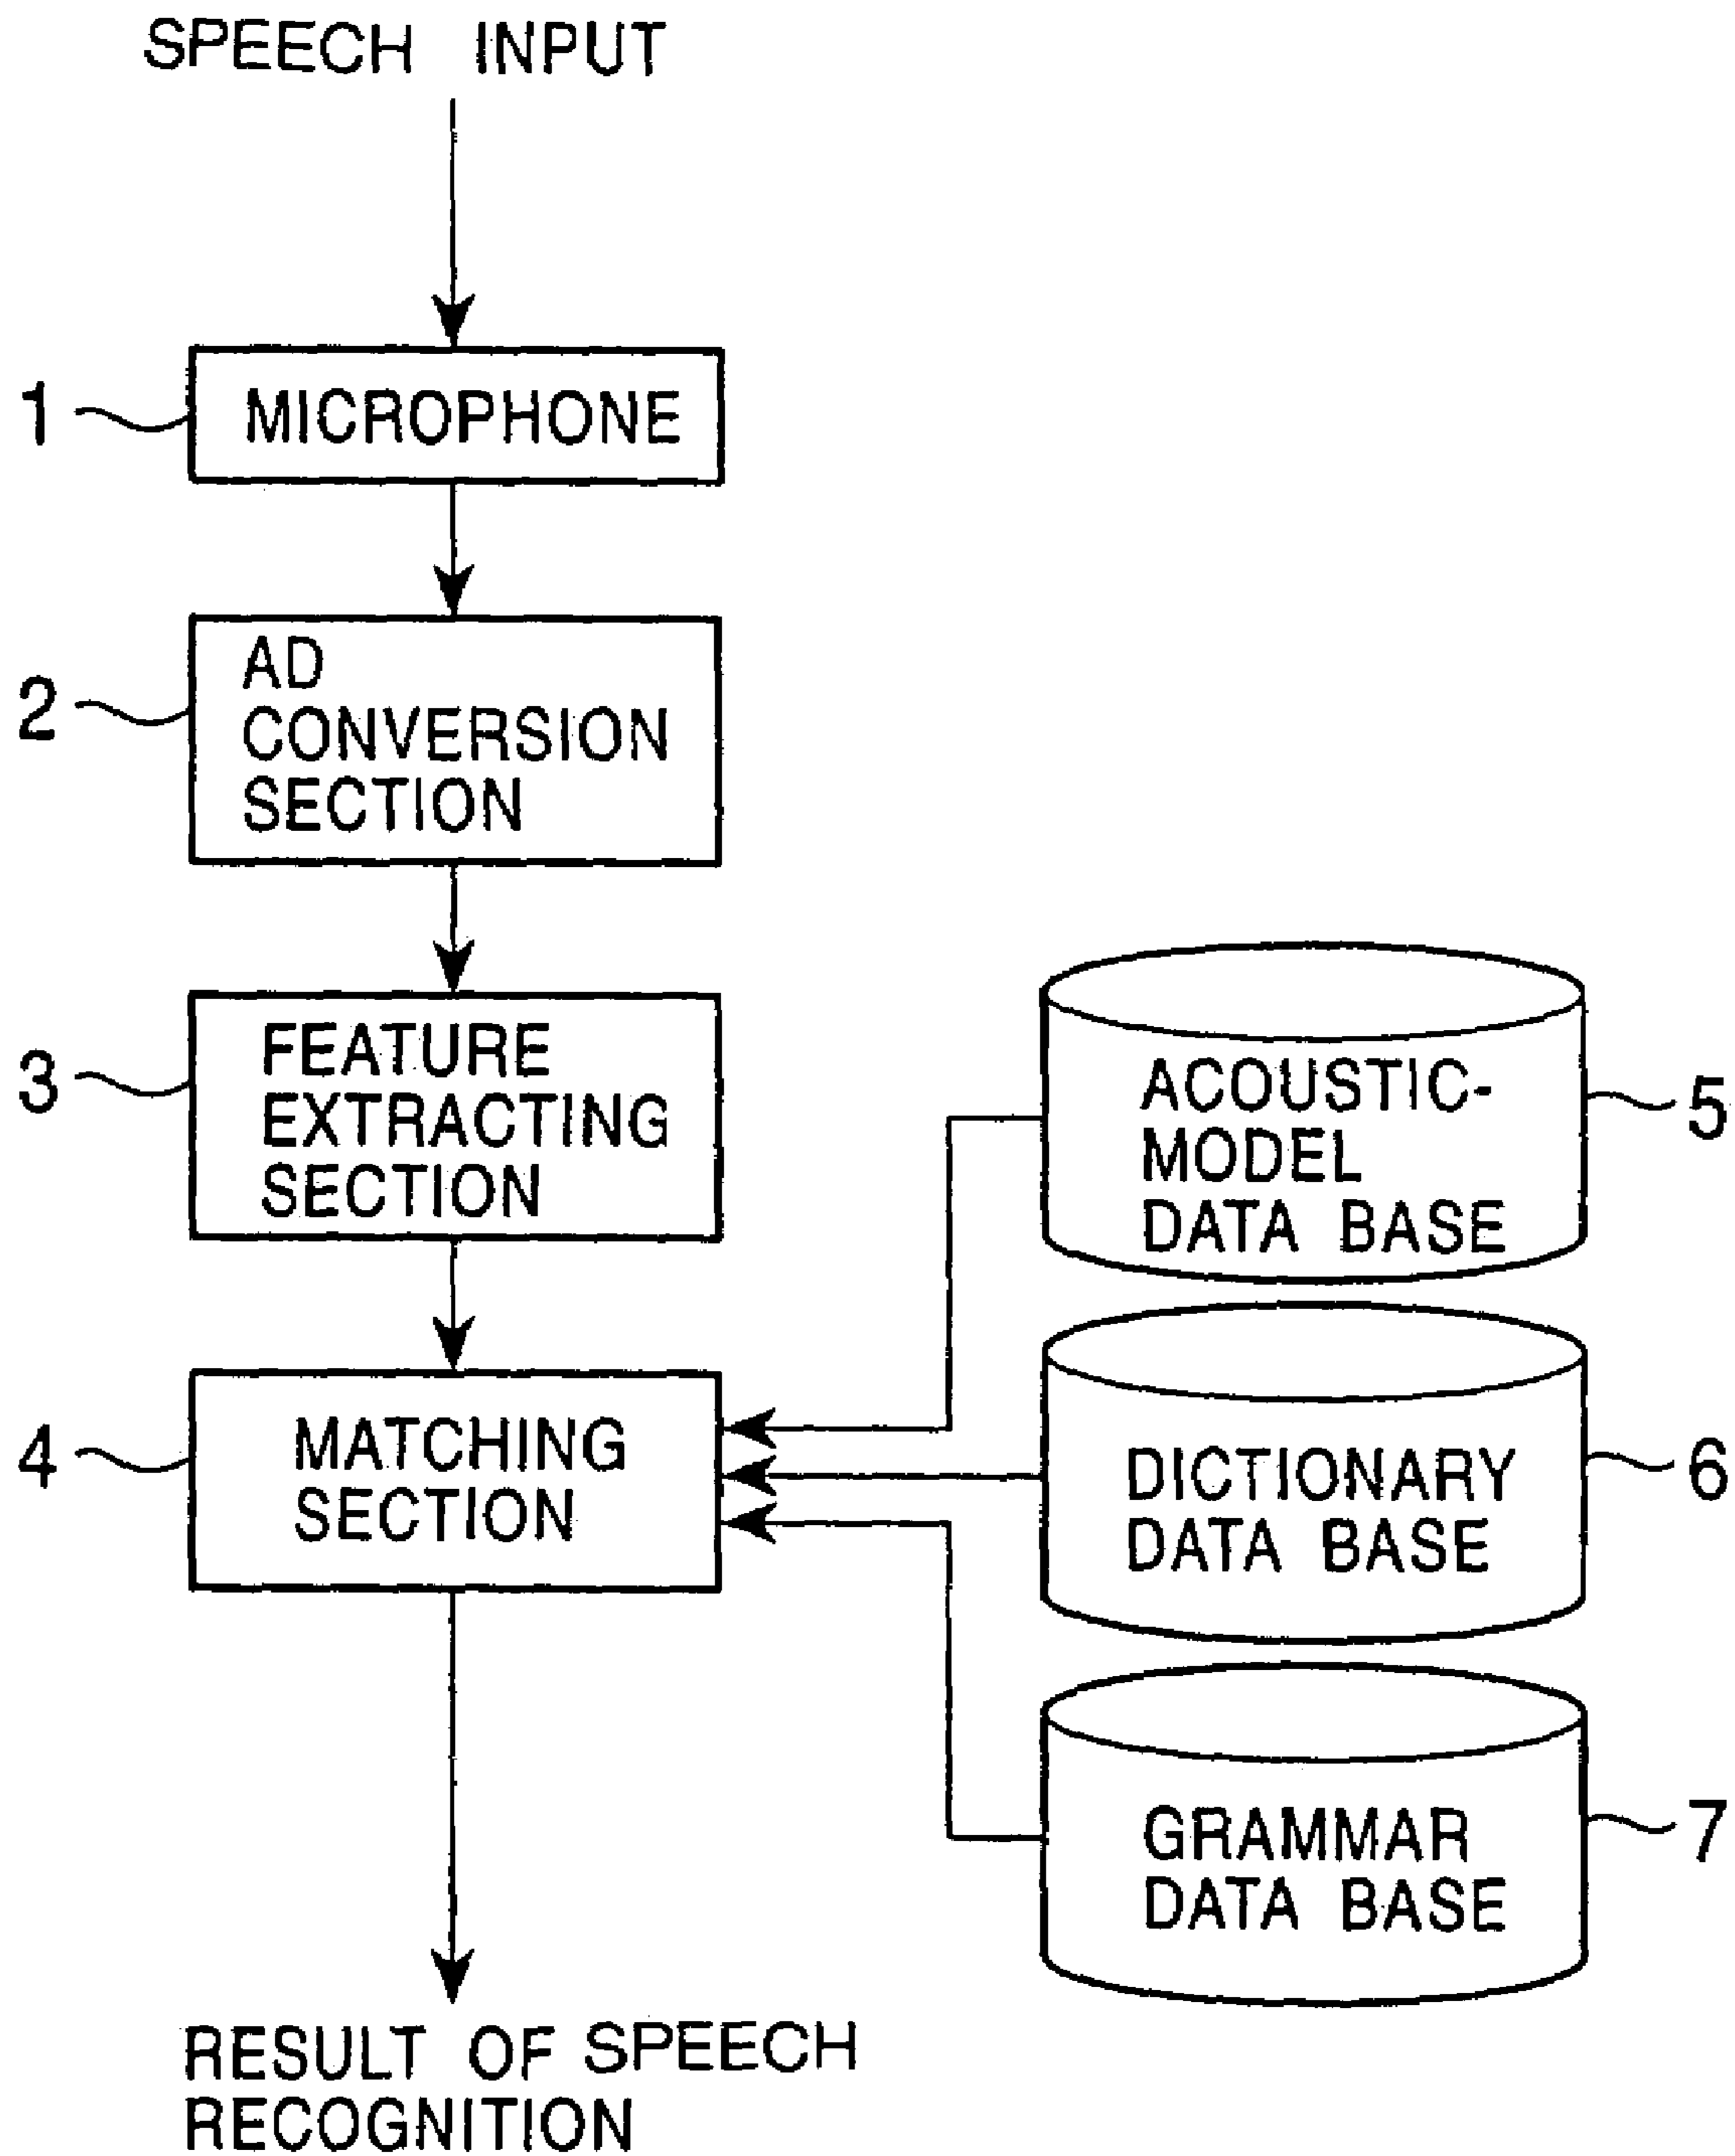 SPEECH INPUT
1
MICROPHONE
2
AD
CONVERSION
SECTION
3
FEATURE
EXTRACTING
SECTION
4
MATCHING
SECTION
ACOUSTIC-
MODEL
DATA BASE
5
DICTIONARY
DATA BASE
6
GRAMMAR
DATA BASE
7
RESULT OF SPEECH
RECOGNITION